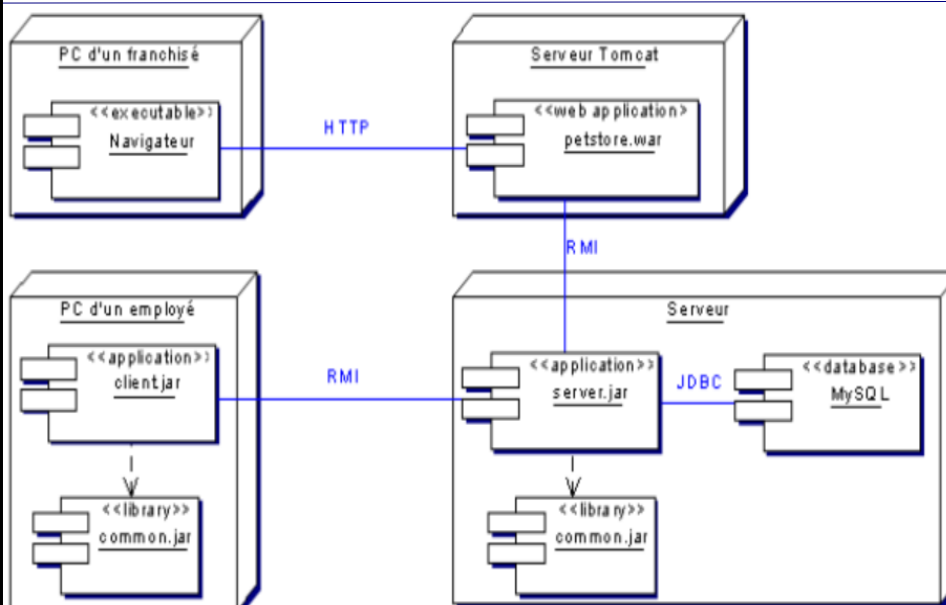 PC d'un franchisé
<<executable>>
Navigateur
HTTP
Serveur Tomcat
<<web application>
petstore.war
RMI
PC d'un employé
<<application>>
client.jar
RMI
Serveur
<<application>>
server.jar
JDBC
<<database>>
MySQL
<<library>>
common.jar
<<library>>
common.jar